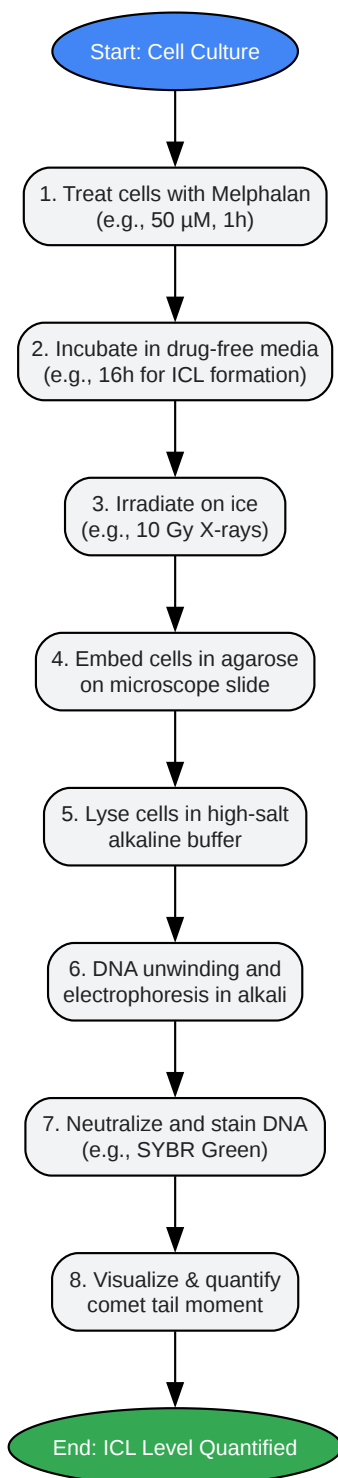 Start: Cell Culture
1. Treat cells with Melphalan
(e.g., 50 µM, 1h)
2. Incubate in drug-free media
(e.g., 16h for ICL formation)
3. Irradiate on ice
(e.g., 10 Gy X-rays)
4. Embed cells in agarose
on microscope slide
5. Lyse cells in high-salt
alkaline buffer
6. DNA unwinding and
electrophoresis in alkali
7. Neutralize and stain DNA
(e.g., SYBR Green)
8. Visualize & quantify
comet tail moment
End: ICL Level Quantified